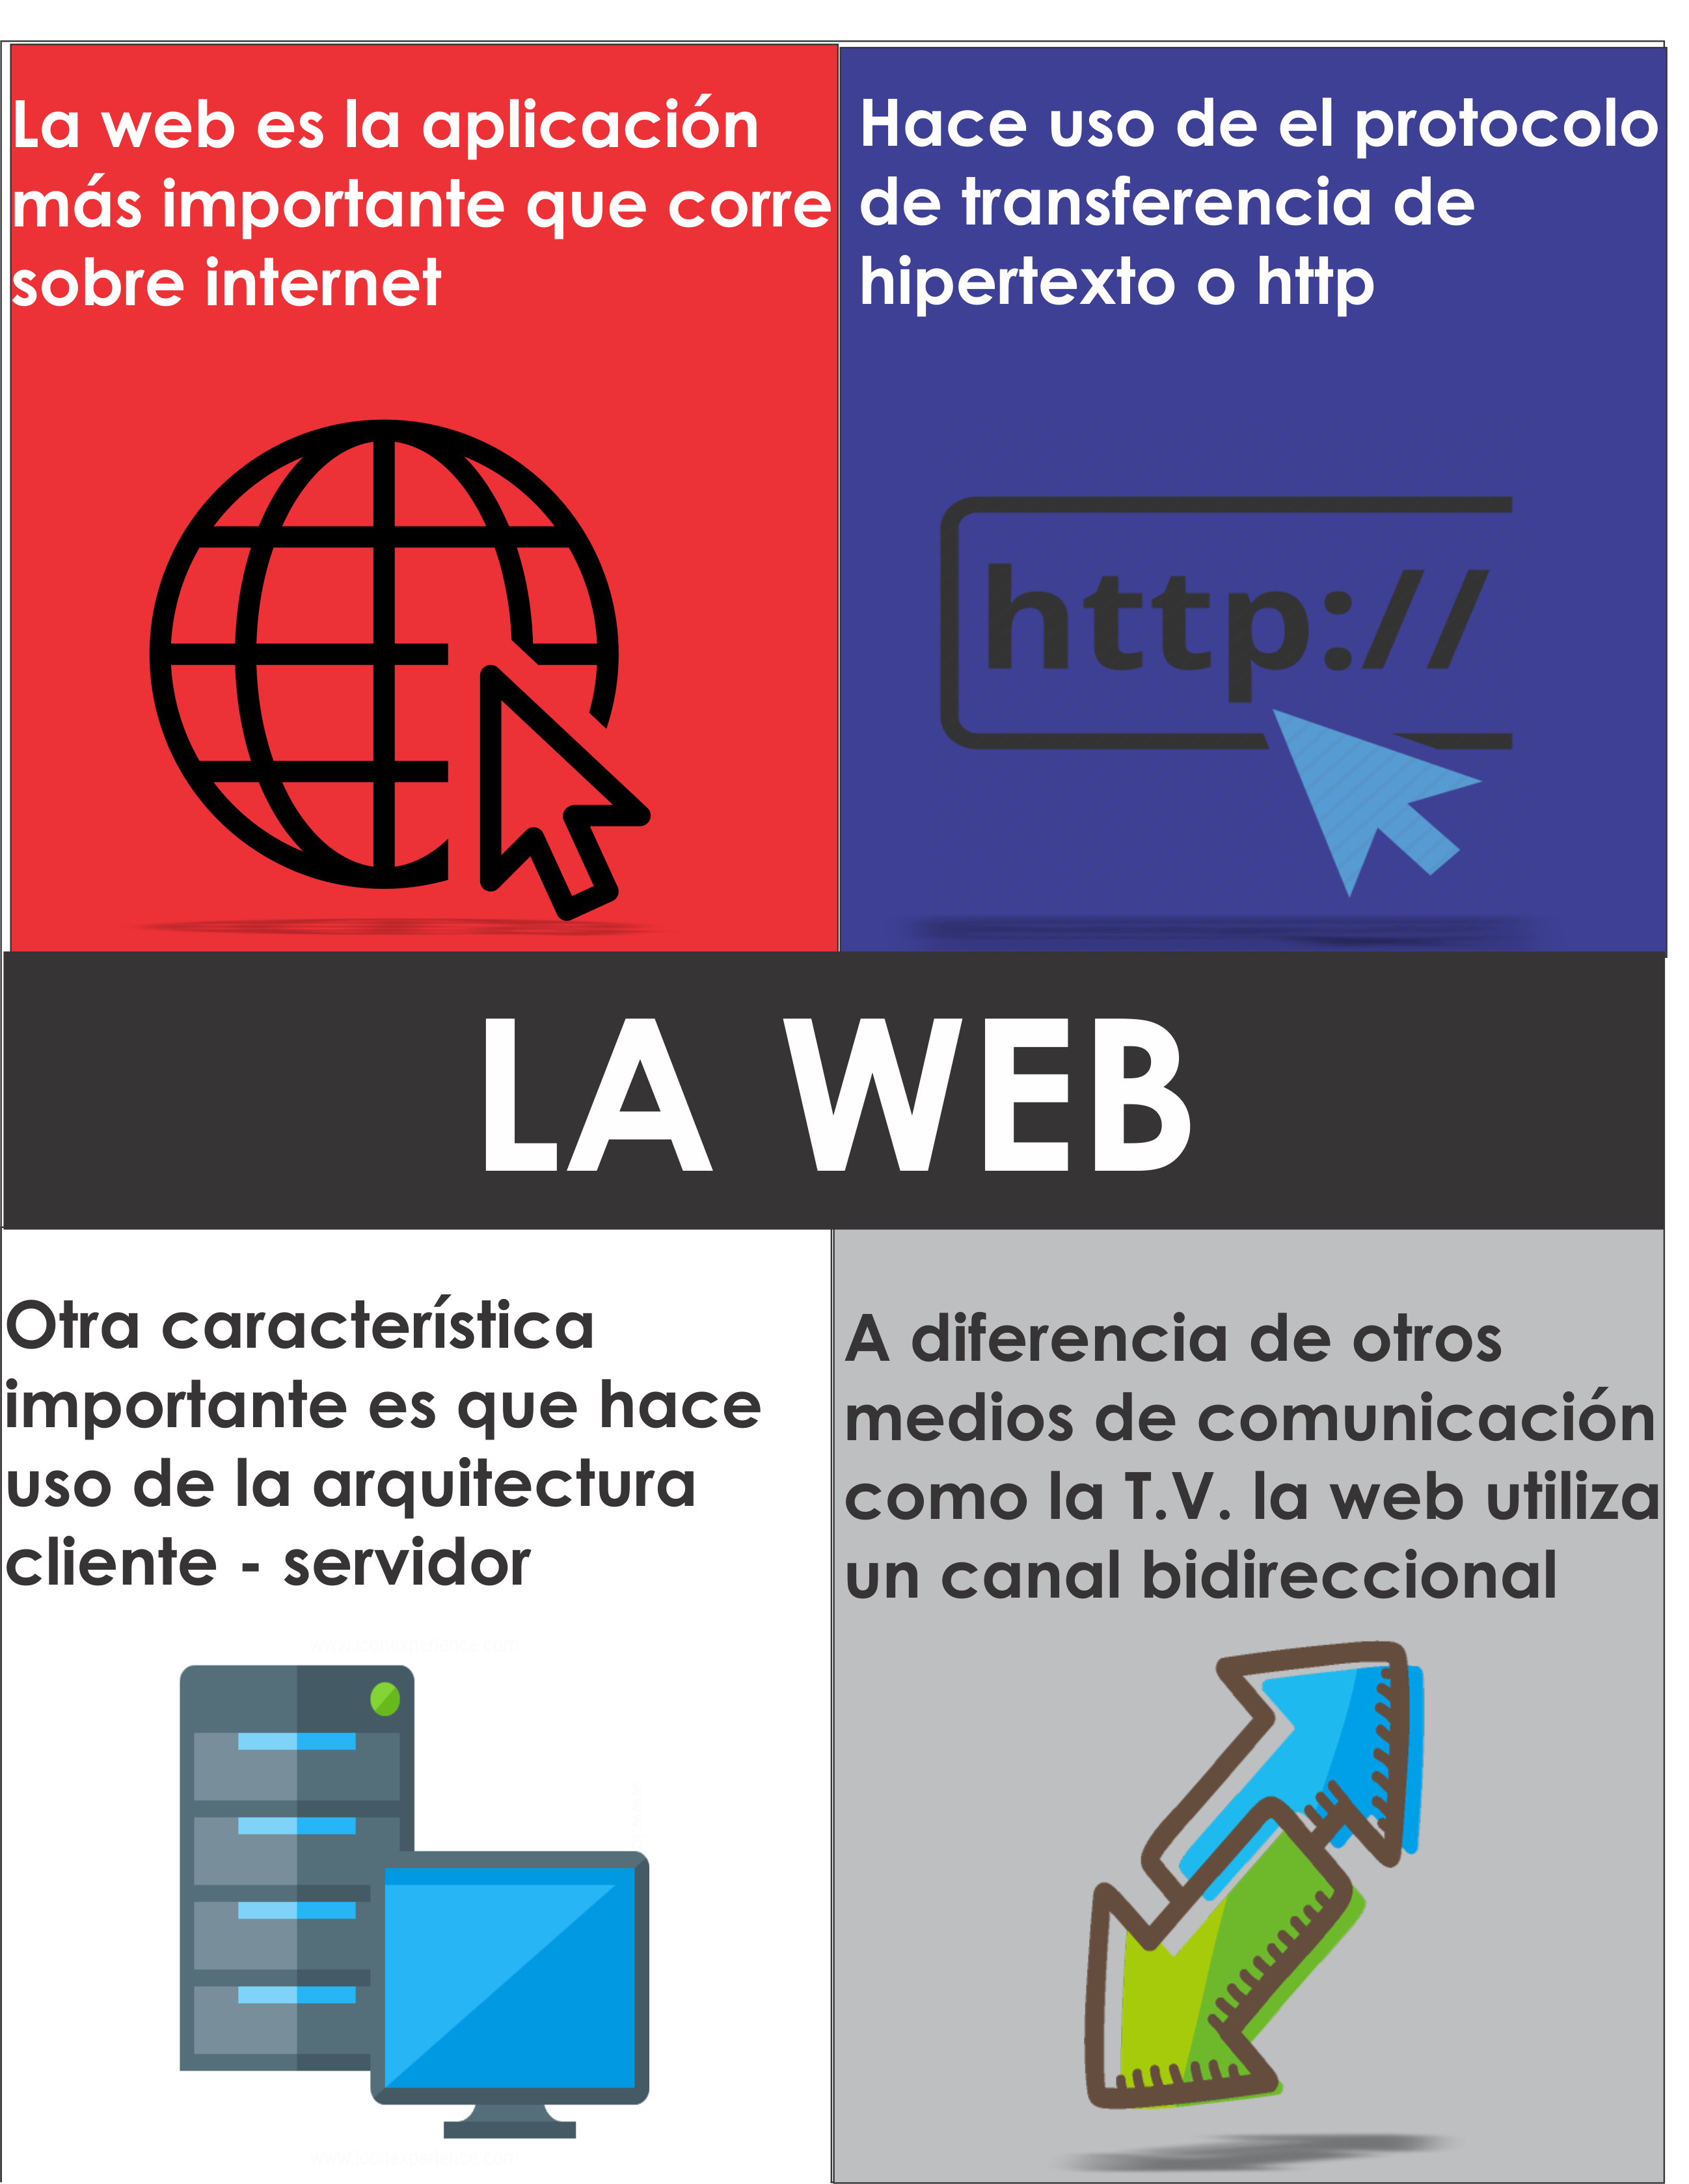 La web es la aplicación
más importante que corre
sobre internet
Hace uso de el protocolo
de transferencia de
hipertexto o http
http://
LA WEB
Otra característica
importante es que hace
uso de la arquitectura
cliente - servidor
A diferencia de otros
medios de comunicación
como la T.V. la web utiliza
un canal bidireccional